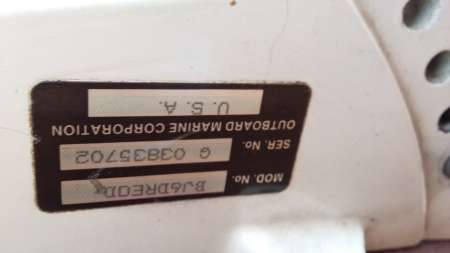 MOD. No. BJ6DREOD
SER. No. G 03835702
OUTBOARD MARINE CORPORATION
U. S. A.